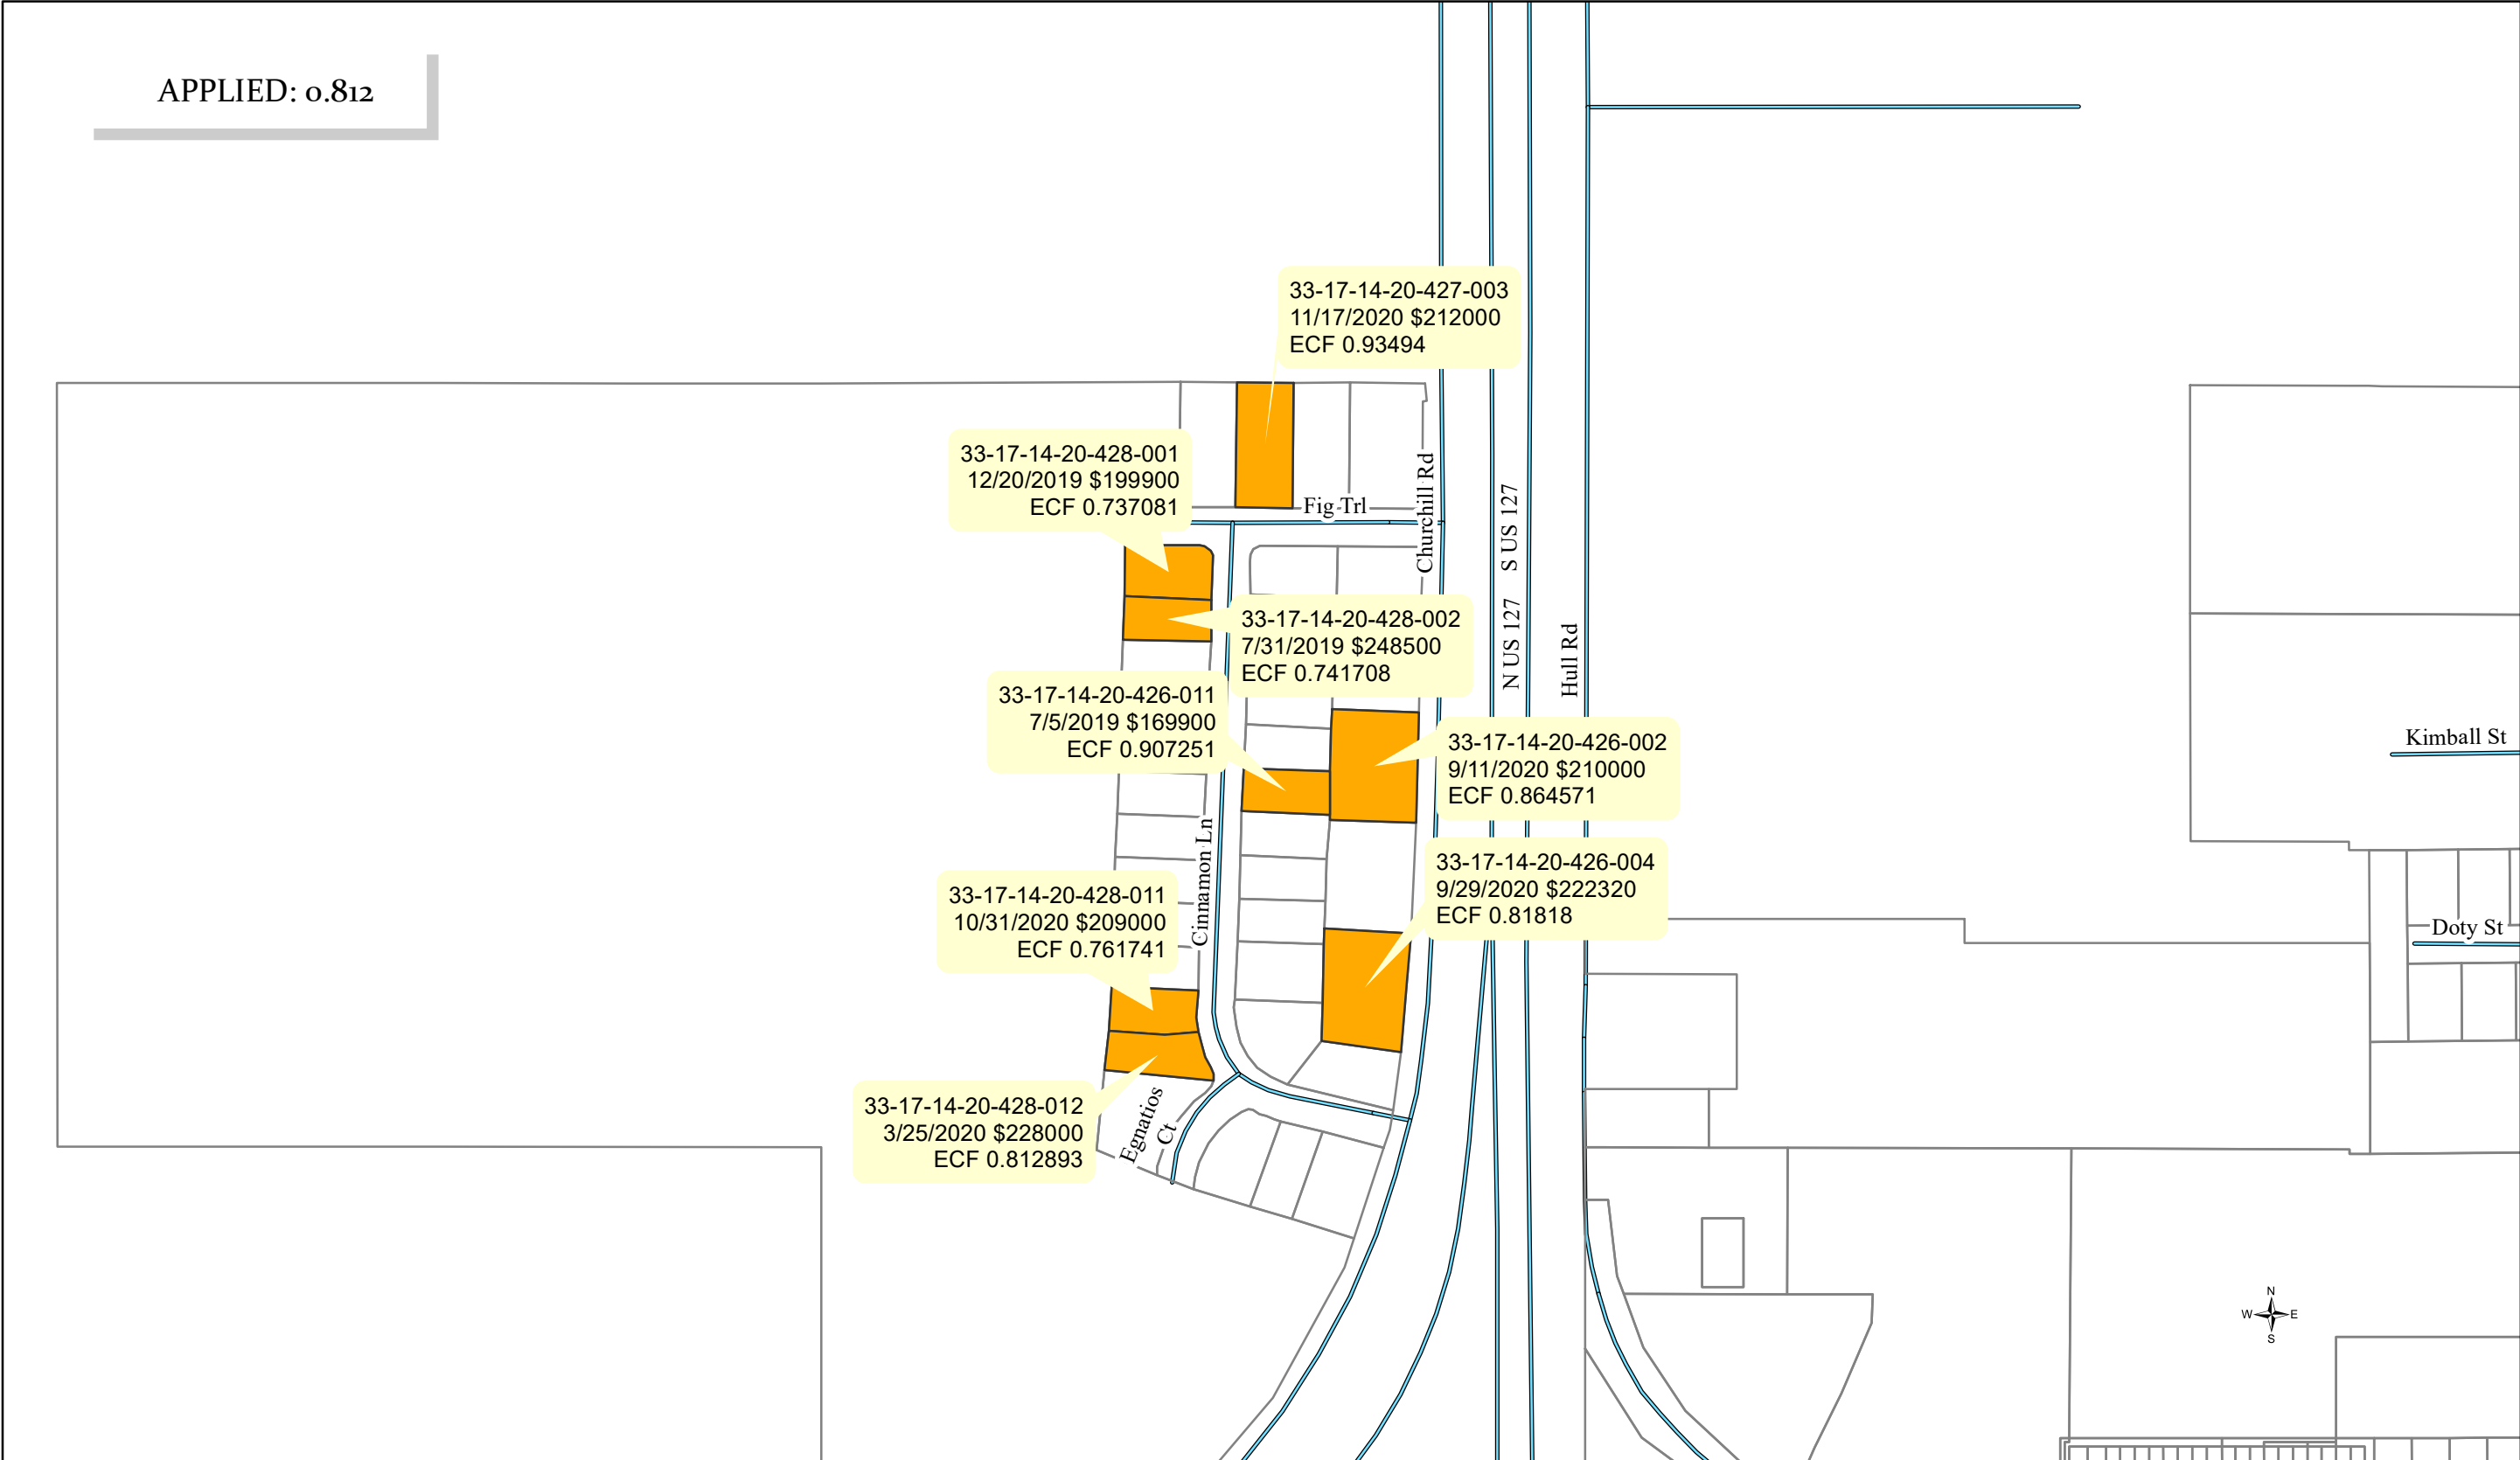 APPLIED: 0.812
33-17-14-20-427-003
11/17/2020 $212000
ECF 0.93494
33-17-14-20-428-001
12/20/2019 $199900
ECF 0.737081
Fig Trl
Churchill Rd
S US 127
N US 127
Hull Rd
33-17-14-20-428-002
7/31/2019 $248500
ECF 0.741708
33-17-14-20-426-011
7/5/2019 $169900
ECF 0.907251
33-17-14-20-426-002
9/11/2020 $210000
ECF 0.864571
Kimball St
33-17-14-20-426-004
9/29/2020 $222320
ECF 0.81818
Cinnamon Ln
33-17-14-20-428-011
10/31/2020 $209000
ECF 0.761741
Doty St
33-17-14-20-428-012
3/25/2020 $228000
ECF 0.812893
Egnatios
Ct
N
W E
S